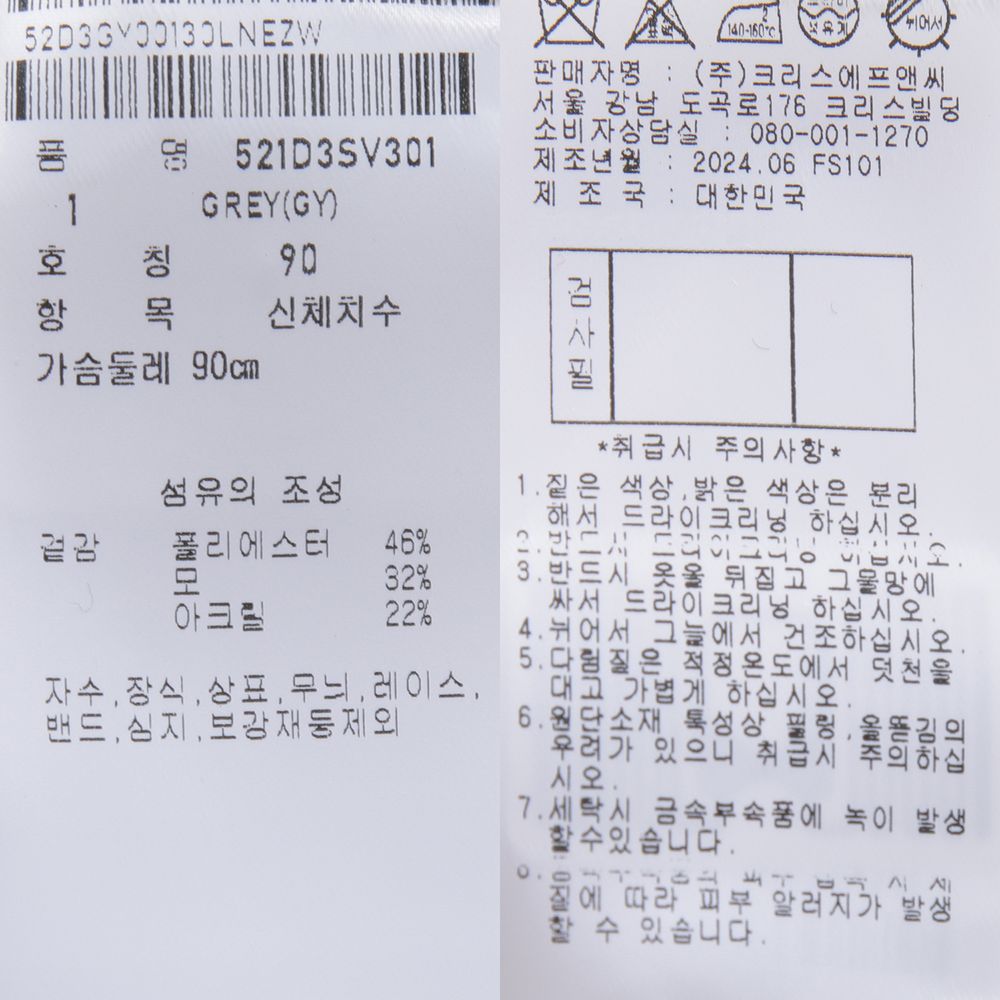 품 명 521D3SV301
1 GREY(GY)
호 칭 90
항 목 신체치수
가슴둘레 90cm
섬유의 조성
겉감 폴리에스터 46%
모 32%
아크릴 22%
자수,장식,상표,무늬,레이스,
밴드,심지,보강재등제외
140-160℃
뉘어서
판매자명 : (주)크리스에프앤씨
서울 강남 도곡로176 크리스빌딩
소비자상담실 : 080-001-1270
제조년월 : 2024.06 FS101
제 조 국 : 대한민국
검
사
필
*취급시 주의사항*
1.짙은 색상,밝은 색상은 분리
해서 드라이크리닝 하십시오.
2.반드시 드라이크리닝 하십시오.
3.반드시 옷을 뒤집고 그물망에
싸서 드라이크리닝 하십시오.
4.뉘어서 그늘에서 건조하십시오.
5.다림질은 적정온도에서 덧천을
대고 가볍게 하십시오.
6.원단소재 특성상 필링,올뜯김의
우려가 있으니 취급시 주의하십
시오.
7.세탁시 금속부속품에 녹이 발생
할수있습니다.
질에 따라 피부 알러지가 발생
할 수 있습니다.